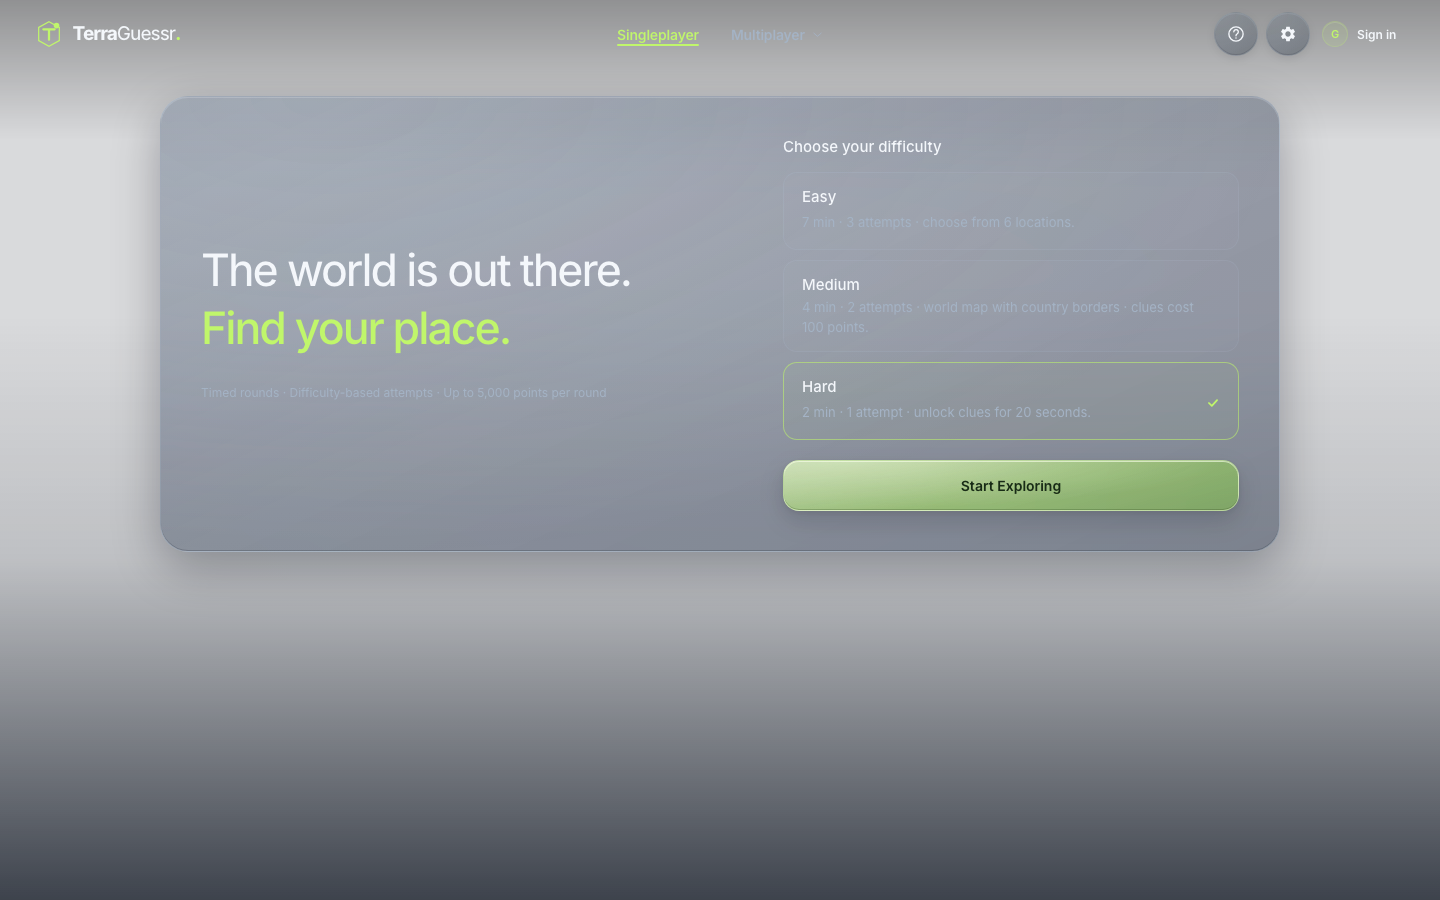 TerraGuessr.
Singleplayer
Multiplayer
G
Sign in
The world is out there.
Find your place.
Timed rounds · Difficulty-based attempts · Up to 5,000 points per round
Choose your difficulty
Easy
7 min · 3 attempts · choose from 6 locations.
Medium
4 min · 2 attempts · world map with country borders · clues cost
100 points.
Hard
2 min · 1 attempt · unlock clues for 20 seconds.
Start Exploring